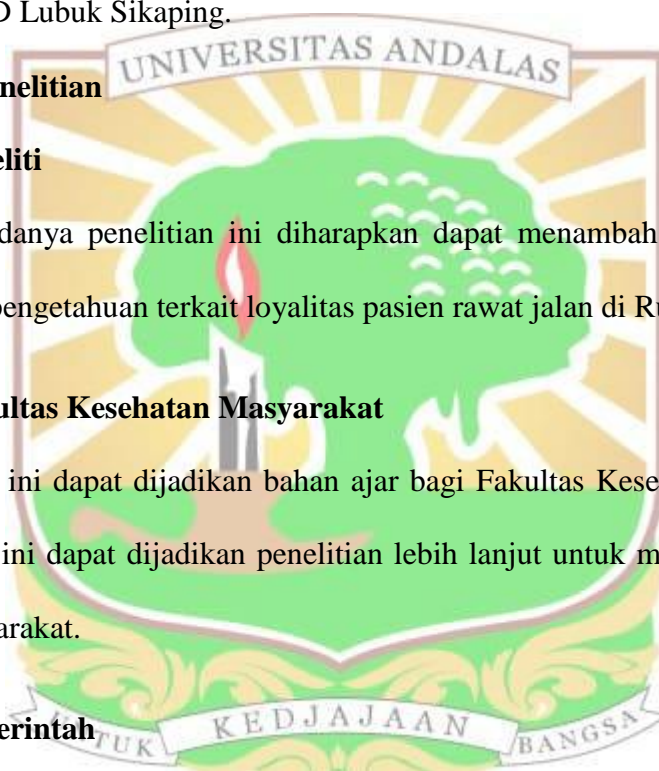 D Lubuk Sikaping.
UNIVERSITAS ANDALAS
nelitian
eliti
danya penelitian ini diharapkan dapat menambah
pengetahuan terkait loyalitas pasien rawat jalan di Ru
ultas Kesehatan Masyarakat
ini dapat dijadikan bahan ajar bagi Fakultas Kese
ini dapat dijadikan penelitian lebih lanjut untuk m
arakat.
erintah
UNTUK KEDJAJAAN BANGSA